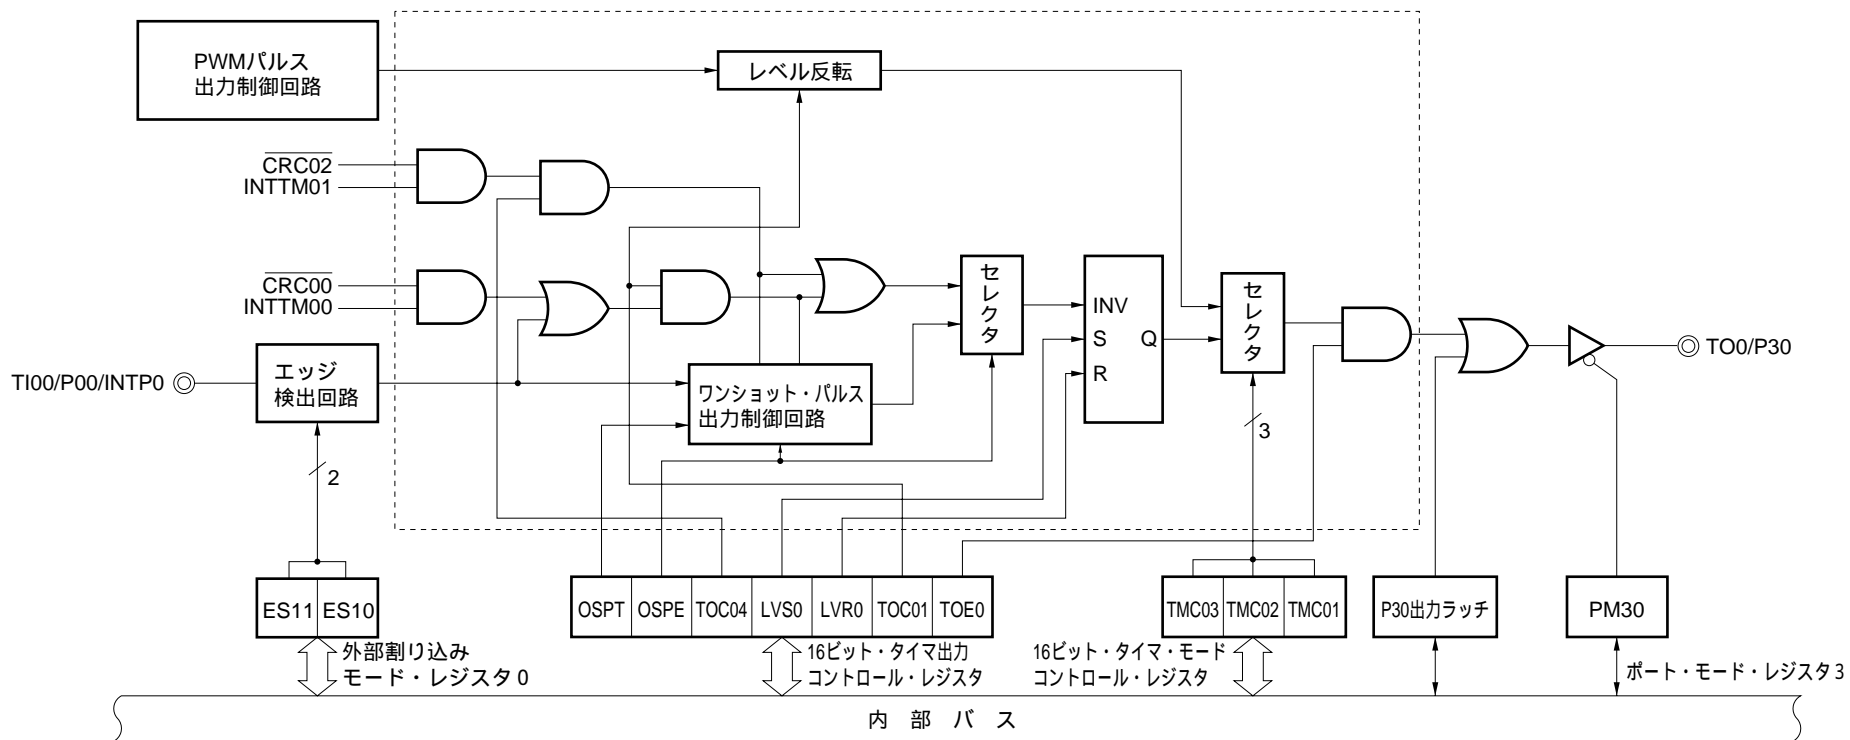 PWMパルス
出力制御回路
レベル反転
CRC02
INTTM01
CRC00
INTTM00
TI00/P00/INTP0
エッジ
検出回路
ワンショット・パルス
出力制御回路
セレクタ
INV
S
Q
R
セレクタ
TO0/P30
2
3
ES11
ES10
OSPT
OSPE
TOC04
LVS0
LVR0
TOC01
TOE0
TMC03
TMC02
TMC01
P30出力ラッチ
PM30
外部割り込み
モード・レジスタ0
16ビット・タイマ出力
コントロール・レジスタ
16ビット・タイマ・モード
コントロール・レジスタ
ポート・モード・レジスタ3
内 部 バ ス